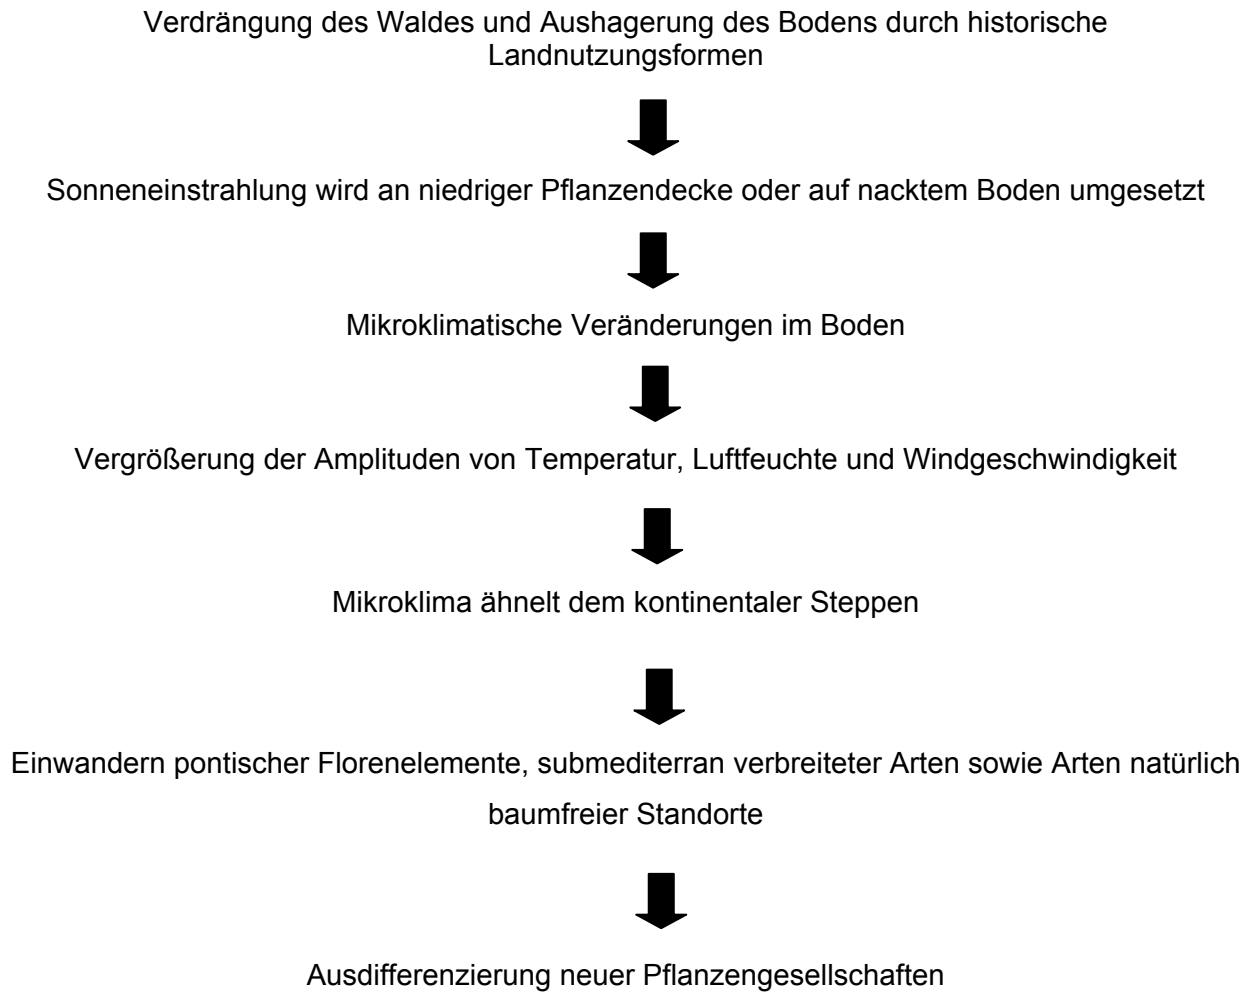 Verdrängung des Waldes und Aushagerung des Bodens durch historische
Landnutzungsformen
Sonneneinstrahlung wird an niedriger Pflanzendecke oder auf nacktem Boden umgesetzt
Mikroklimatische Veränderungen im Boden
Vergrößerung der Amplituden von Temperatur, Luftfeuchte und Windgeschwindigkeit
Mikroklima ähnelt dem kontinentaler Steppen
Einwandern pontischer Florenelemente, submediterran verbreiteter Arten sowie Arten natürlich
baumfreier Standorte
Ausdifferenzierung neuer Pflanzengesellschaften